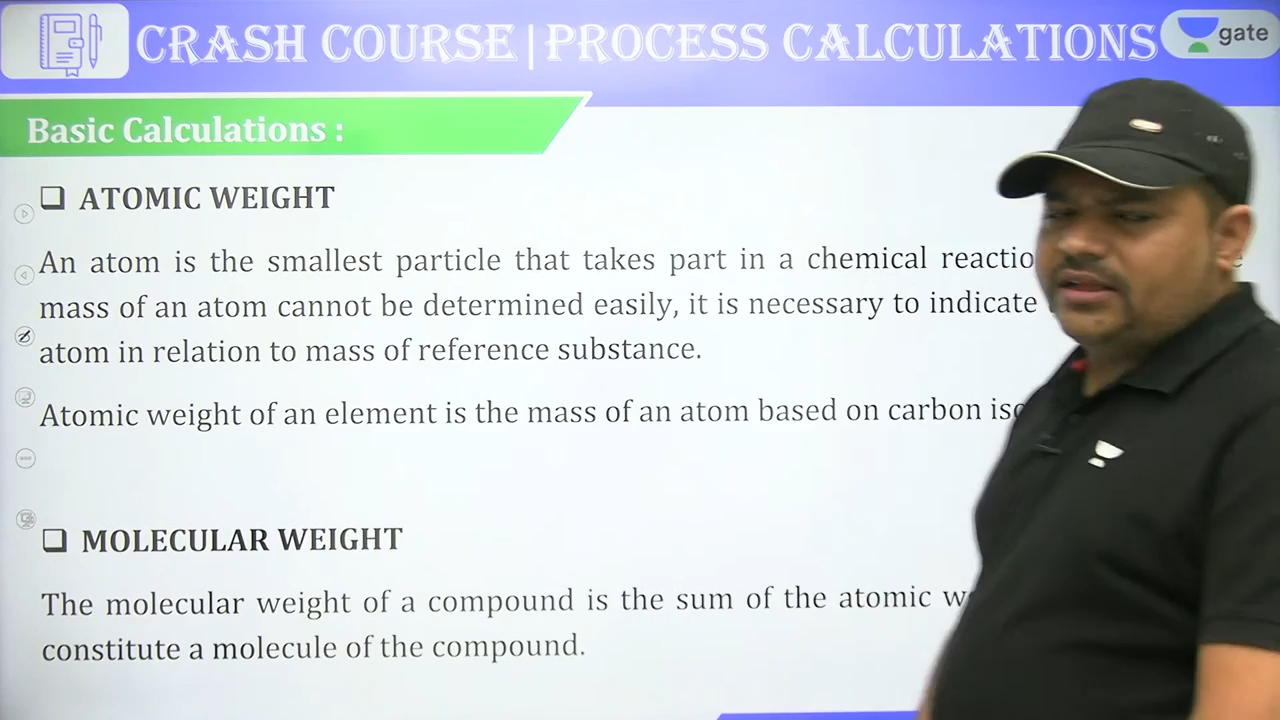 CRASH COURSE|PROCESS CALCULATIONS
gate
Basic Calculations :
ATOMIC WEIGHT
An atom is the smallest particle that takes part in a chemical
mass of an atom cannot be determined easily, it is necessary to indicate
atom in relation to mass of reference substance.
Atomic weight of an element is the mass of an atom based on carbon
MOLECULAR WEIGHT
The molecular weight of a compound is the sum of the atomic
constitute a molecule of the compound.